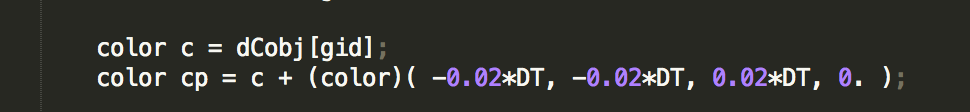 color c = dCobj[gid];
color cp = c + (color)( -0.02*DT, -0.02*DT, 0.02*DT, 0. );